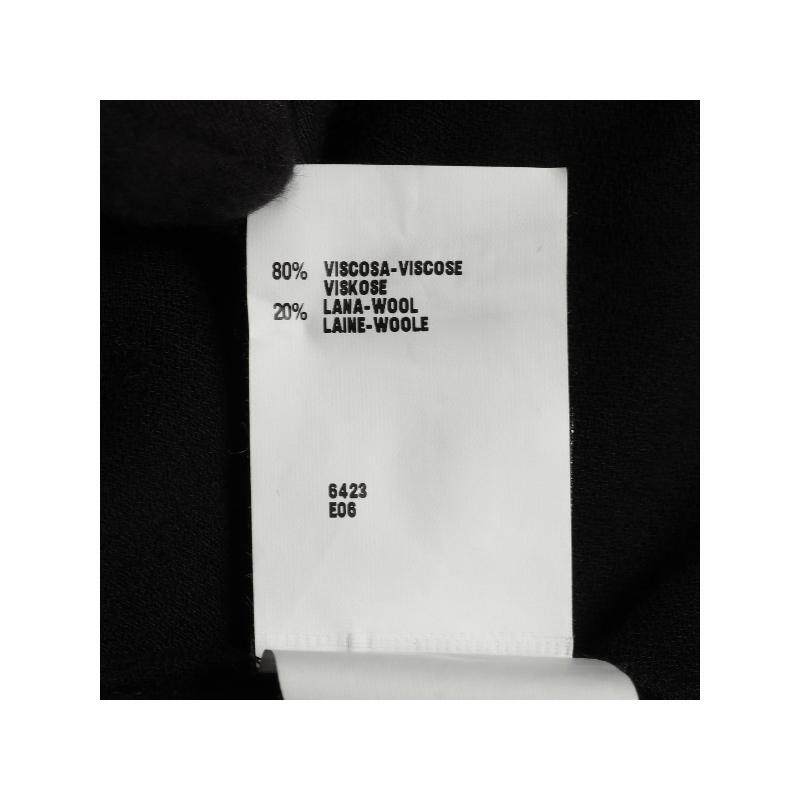 80% VISCOSA-VISCOSE
VISKOSE
20% LANA-WOOL
LAINE-WOOLE
6423
E06